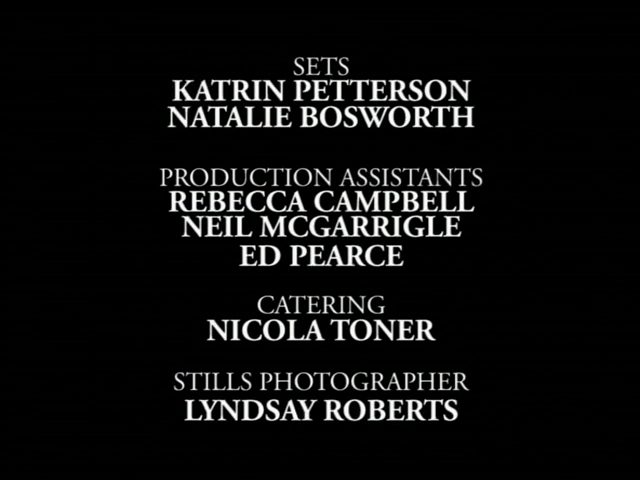 SETS
KATRIN PETTERSON
NATALIE BOSWORTH
PRODUCTION ASSISTANTS
REBECCA CAMPBELL
NEIL MCGARRIGLE
ED PEARCE
CATERING
NICOLA TONER
STILLS PHOTOGRAPHER
LYNDSAY ROBERTS